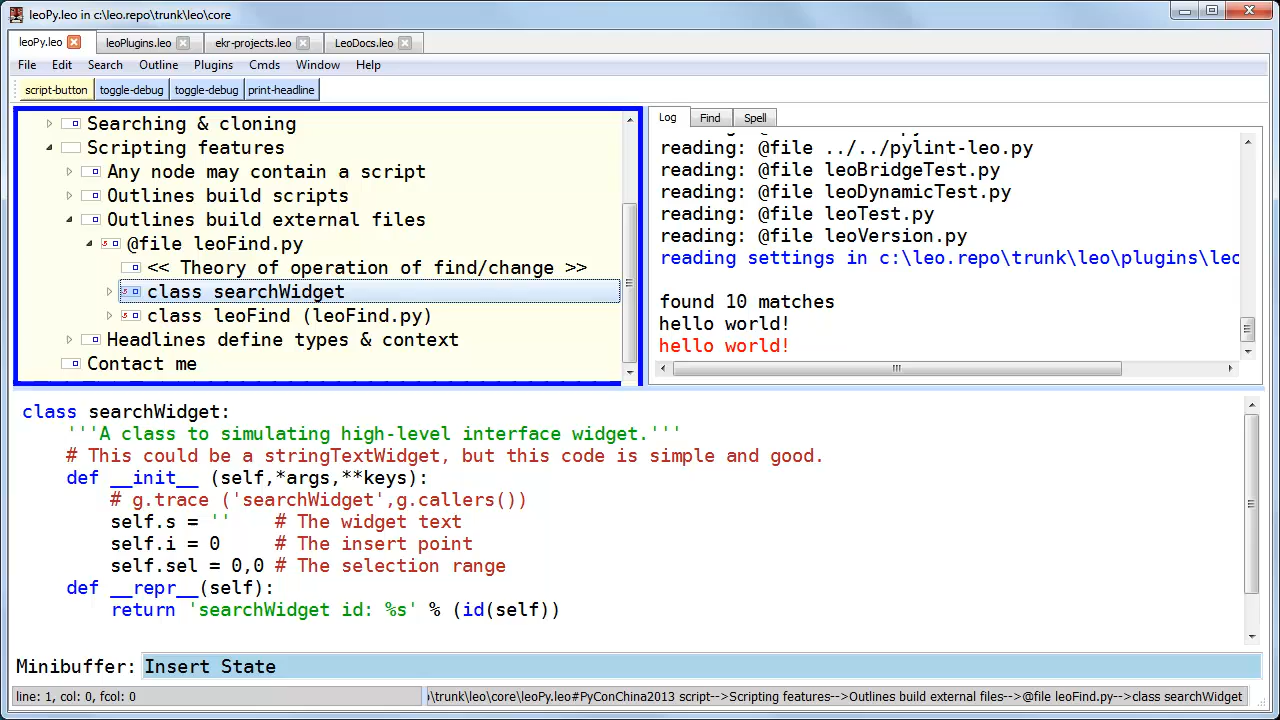 leoPy.leo in c:\leo.repo\trunk\leo\core
leoPy.leo leoPlugins.leo ekr-projects.leo LeoDocs.leo
File Edit Search Outline Plugins Cmds Window Help
script-button toggle-debug toggle-debug print-headline
Searching & cloning
Scripting features
Any node may contain a script
Outlines build scripts
Outlines build external files
@file leoFind.py
<< Theory of operation of find/change >>
class searchWidget
class leoFind (leoFind.py)
Headlines define types & context
Contact me
Log Find Spell
reading: @file ../../pylint-leo.py
reading: @file leoBridgeTest.py
reading: @file leoDynamicTest.py
reading: @file leoTest.py
reading: @file leoVersion.py
reading settings in c:\leo.repo\trunk\leo\plugins\leo
found 10 matches
hello world!
hello world!
class searchWidget:
    '''A class to simulating high-level interface widget.'''
    # This could be a stringTextWidget, but this code is simple and good.
    def __init__ (self,*args,**keys):
        # g.trace ('searchWidget',g.callers())
        self.s = ''    # The widget text
        self.i = 0     # The insert point
        self.sel = 0,0 # The selection range
    def __repr__(self):
        return 'searchWidget id: %s' % (id(self))
Minibuffer: Insert State
line: 1, col: 0, fcol: 0
\trunk\leo\core\leoPy.leo#PyConChina2013 script-->Scripting features-->Outlines build external files-->@file leoFind.py-->class searchWidget